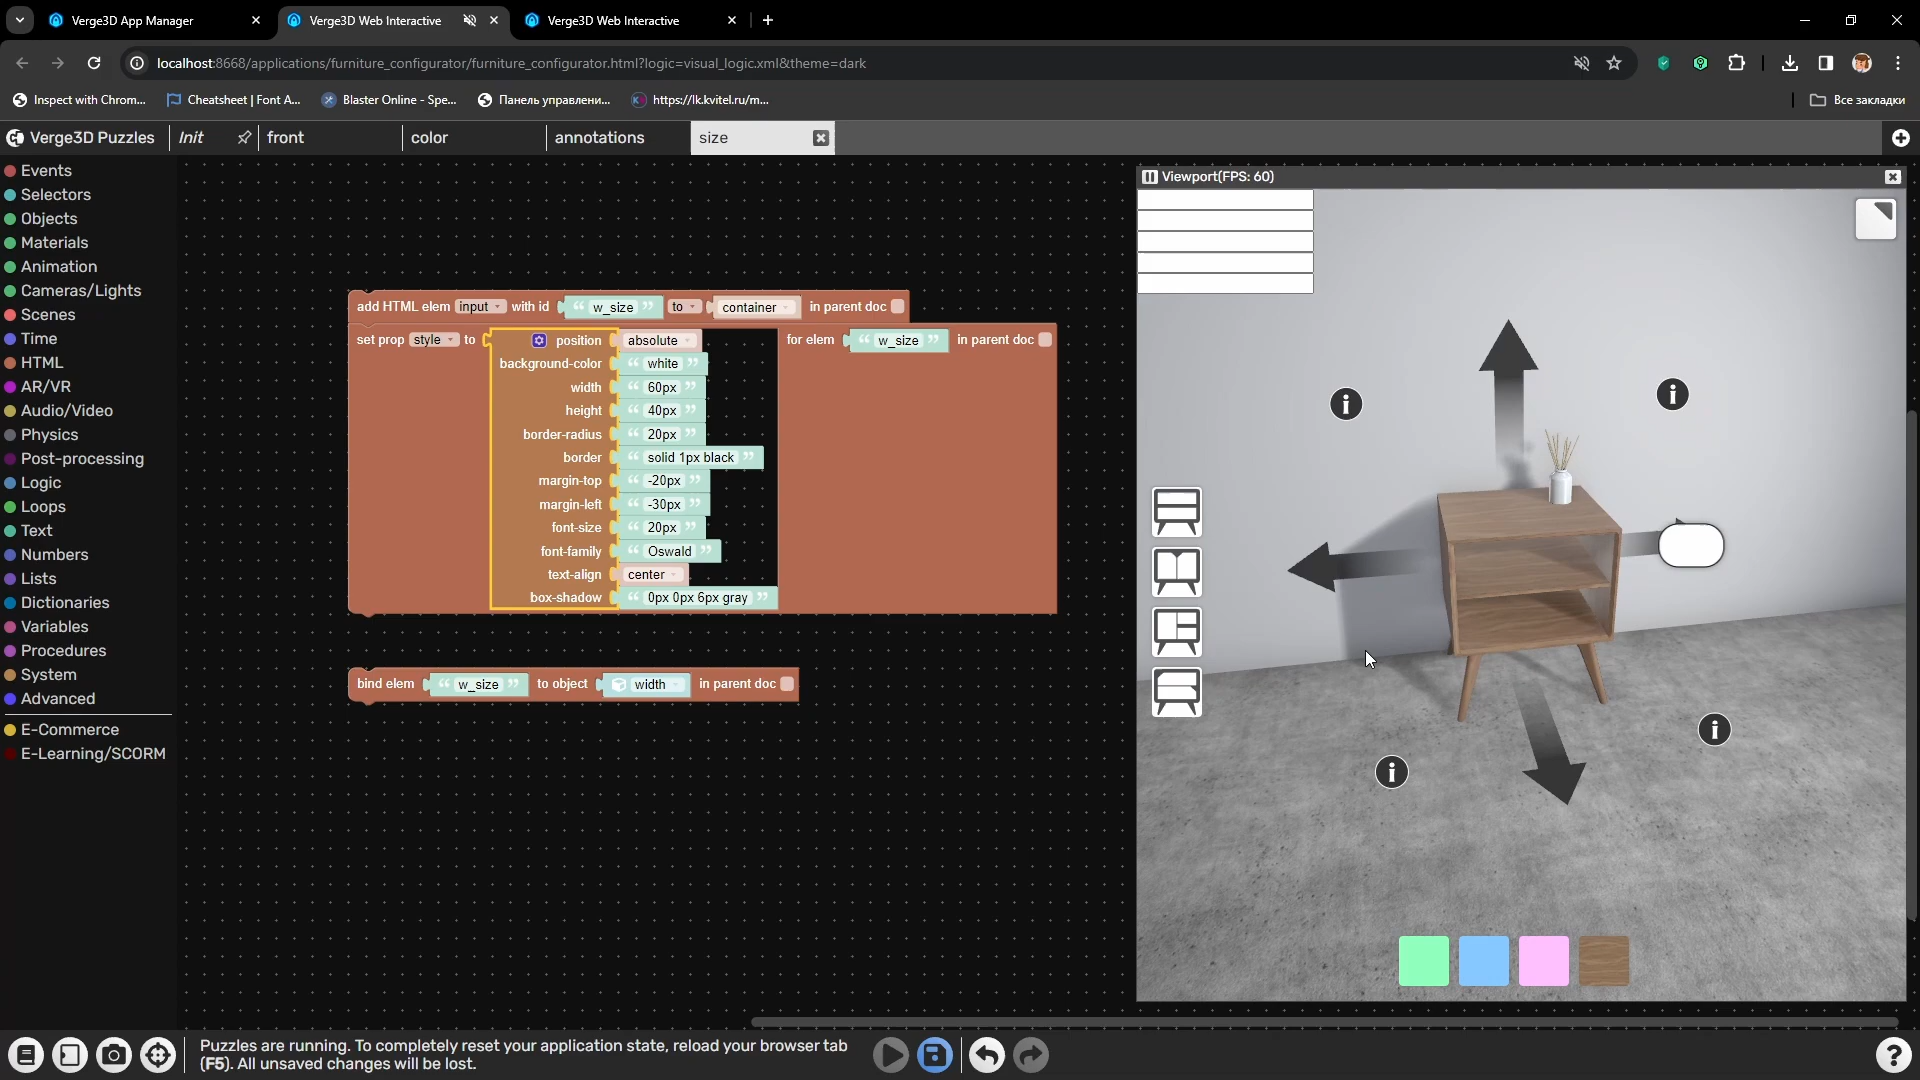 Verge3D App Manager
Verge3D Web Interactive
Verge3D Web Interactive
localhost:8668/applications/furniture_configurator/furniture_configurator.html?logic=visual_logic.xml&theme=dark
Inspect with Chrom...
Cheatsheet | Font A...
Blaster Online - Spe...
Панель управлени...
https://lk.kvitel.ru/m...
Все закладки
Verge3D Puzzles
Init
front
color
annotations
size
Events
Selectors
Objects
Materials
Animation
Cameras/Lights
Scenes
Time
HTML
AR/VR
Audio/Video
Physics
Post-processing
Logic
Loops
Text
Numbers
Lists
Dictionaries
Variables
Procedures
System
Advanced
E-Commerce
E-Learning/SCORM
add HTML elem input with id “ w_size ” to container in parent doc
set prop style to position absolute for elem “ w_size ” in parent doc
background-color “ white ”
width “ 60px ”
height “ 40px ”
border-radius “ 20px ”
border “ solid 1px black ”
margin-top “ -20px ”
margin-left “ -30px ”
font-size “ 20px ”
font-family “ Oswald ”
text-align center
box-shadow “ 0px 0px 6px gray ”
bind elem “ w_size ” to object width in parent doc
Viewport(FPS: 60)
i
i
i
i
Puzzles are running. To completely reset your application state, reload your browser tab
(F5). All unsaved changes will be lost.
?